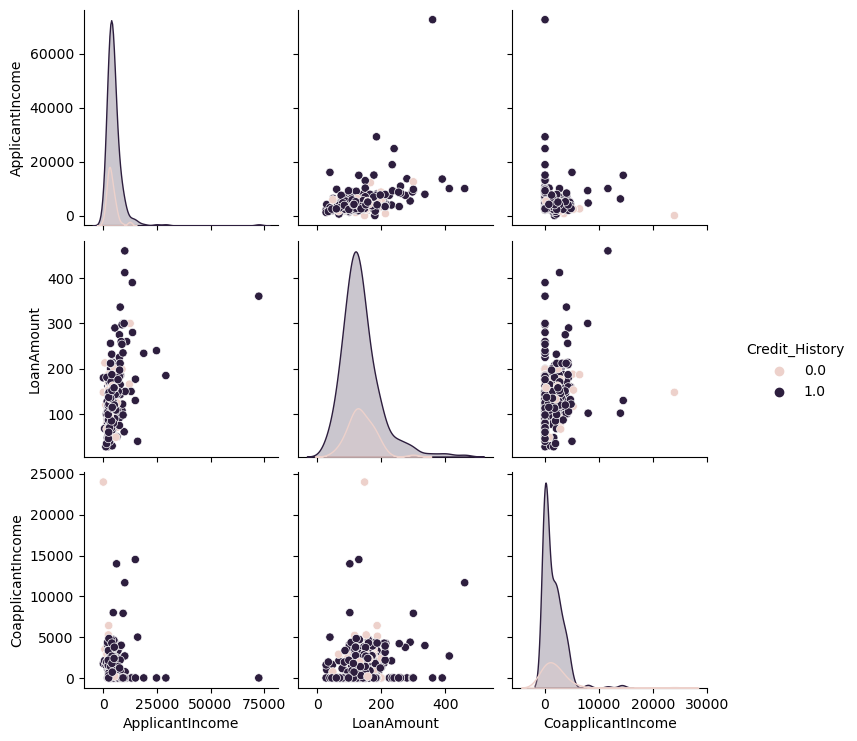 ApplicantIncome
60000
40000
20000
0
LoanAmount
400
300
200
100
Credit_History
0.0
1.0
CoapplicantIncome
25000
20000
15000
10000
5000
0
0 25000 50000 75000
0 200 400
0 10000 20000 30000
ApplicantIncome
LoanAmount
CoapplicantIncome